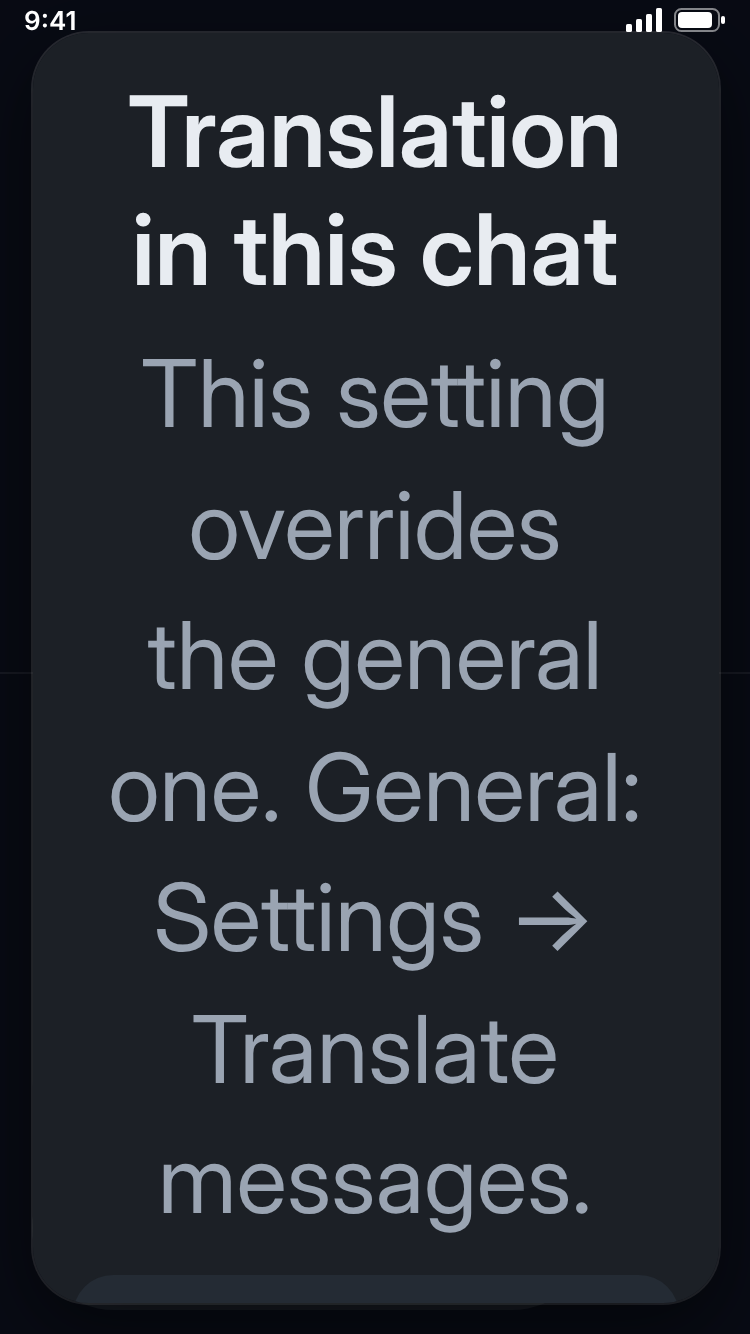 9:41
Translation
in this chat
This setting
overrides
the general
one. General:
Settings →
Translate
messages.